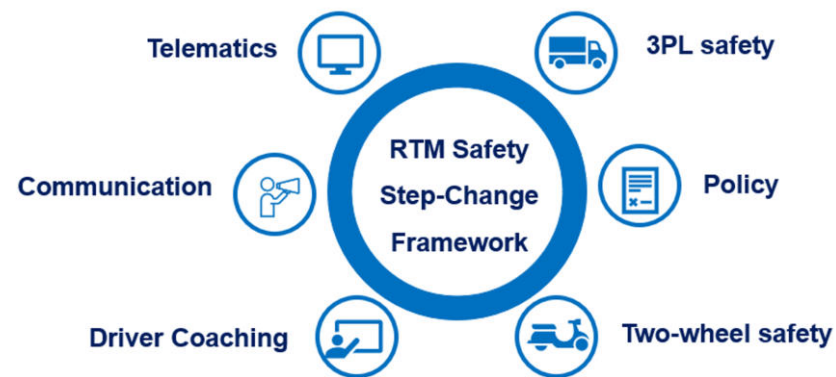 Telematics
3PL safety
RTM Safety
Step-Change
Framework
Communication
Policy
Driver Coaching
Two-wheel safety